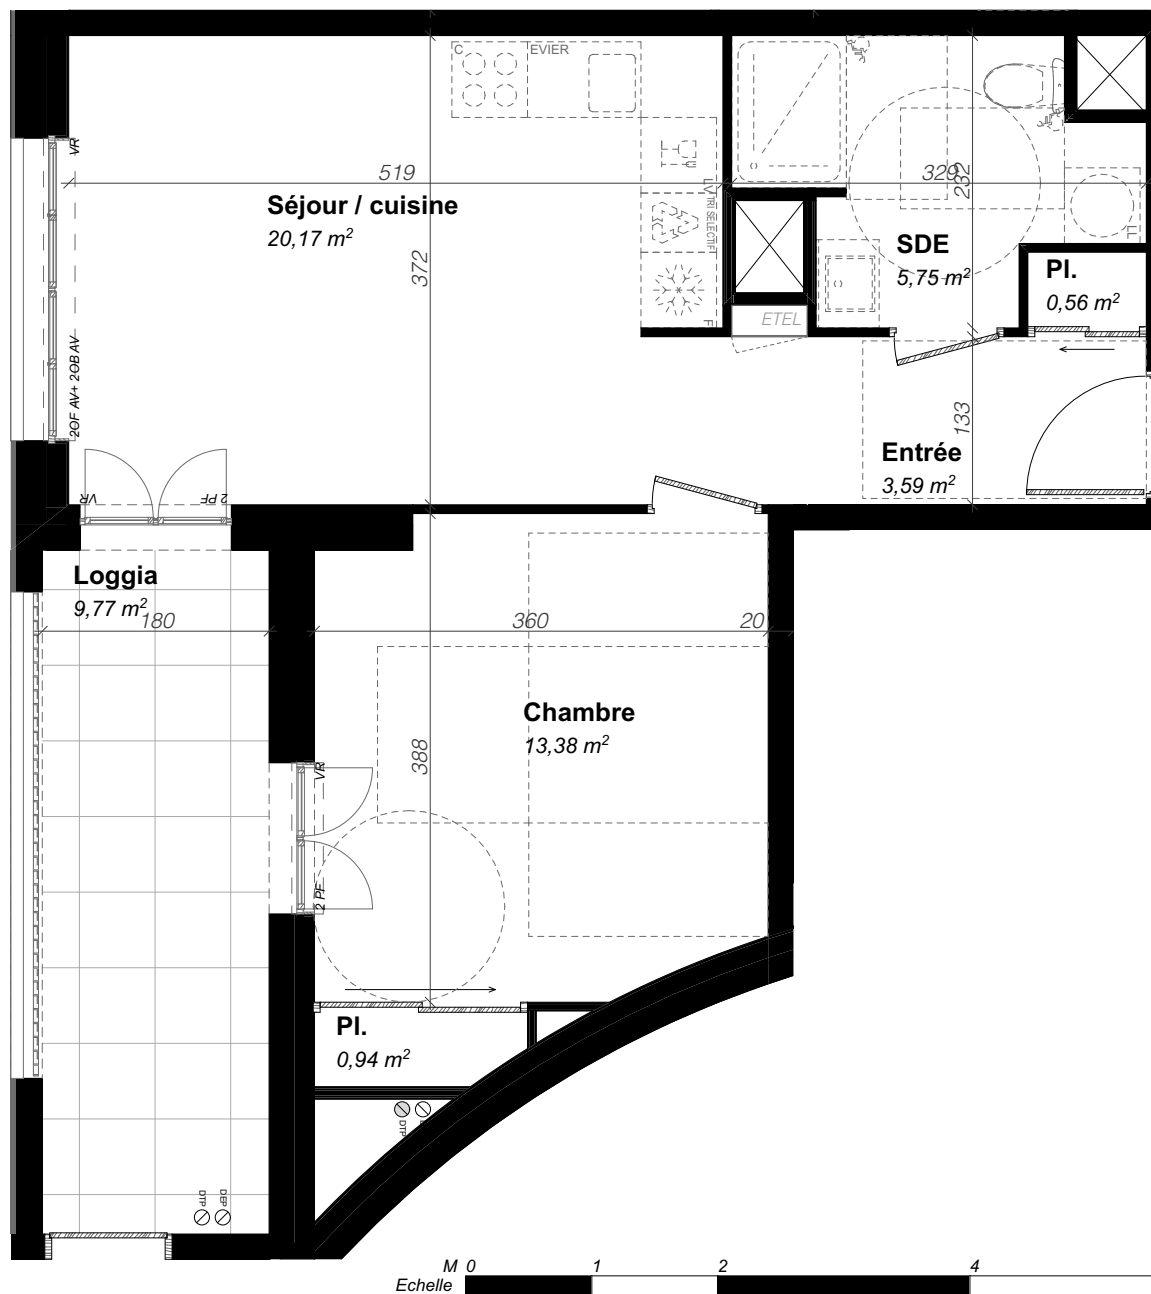 C
EVIER
VR
519
329
232
LV
TRI SELECTIF
Séjour / cuisine
20,17 m²
SDE
5,75 m²
LL
Pl.
0,56 m²
372
F
ETEL
2OF AV+ 2OB AV
133
Entrée
3,59 m²
VR
2 PF
Loggia
9,77 m²
180
360
20
Chambre
13,38 m²
388
VR
2 PF
Pl.
0,94 m²
DTP
DTP
DEP
M 0 1 2 4
Echelle